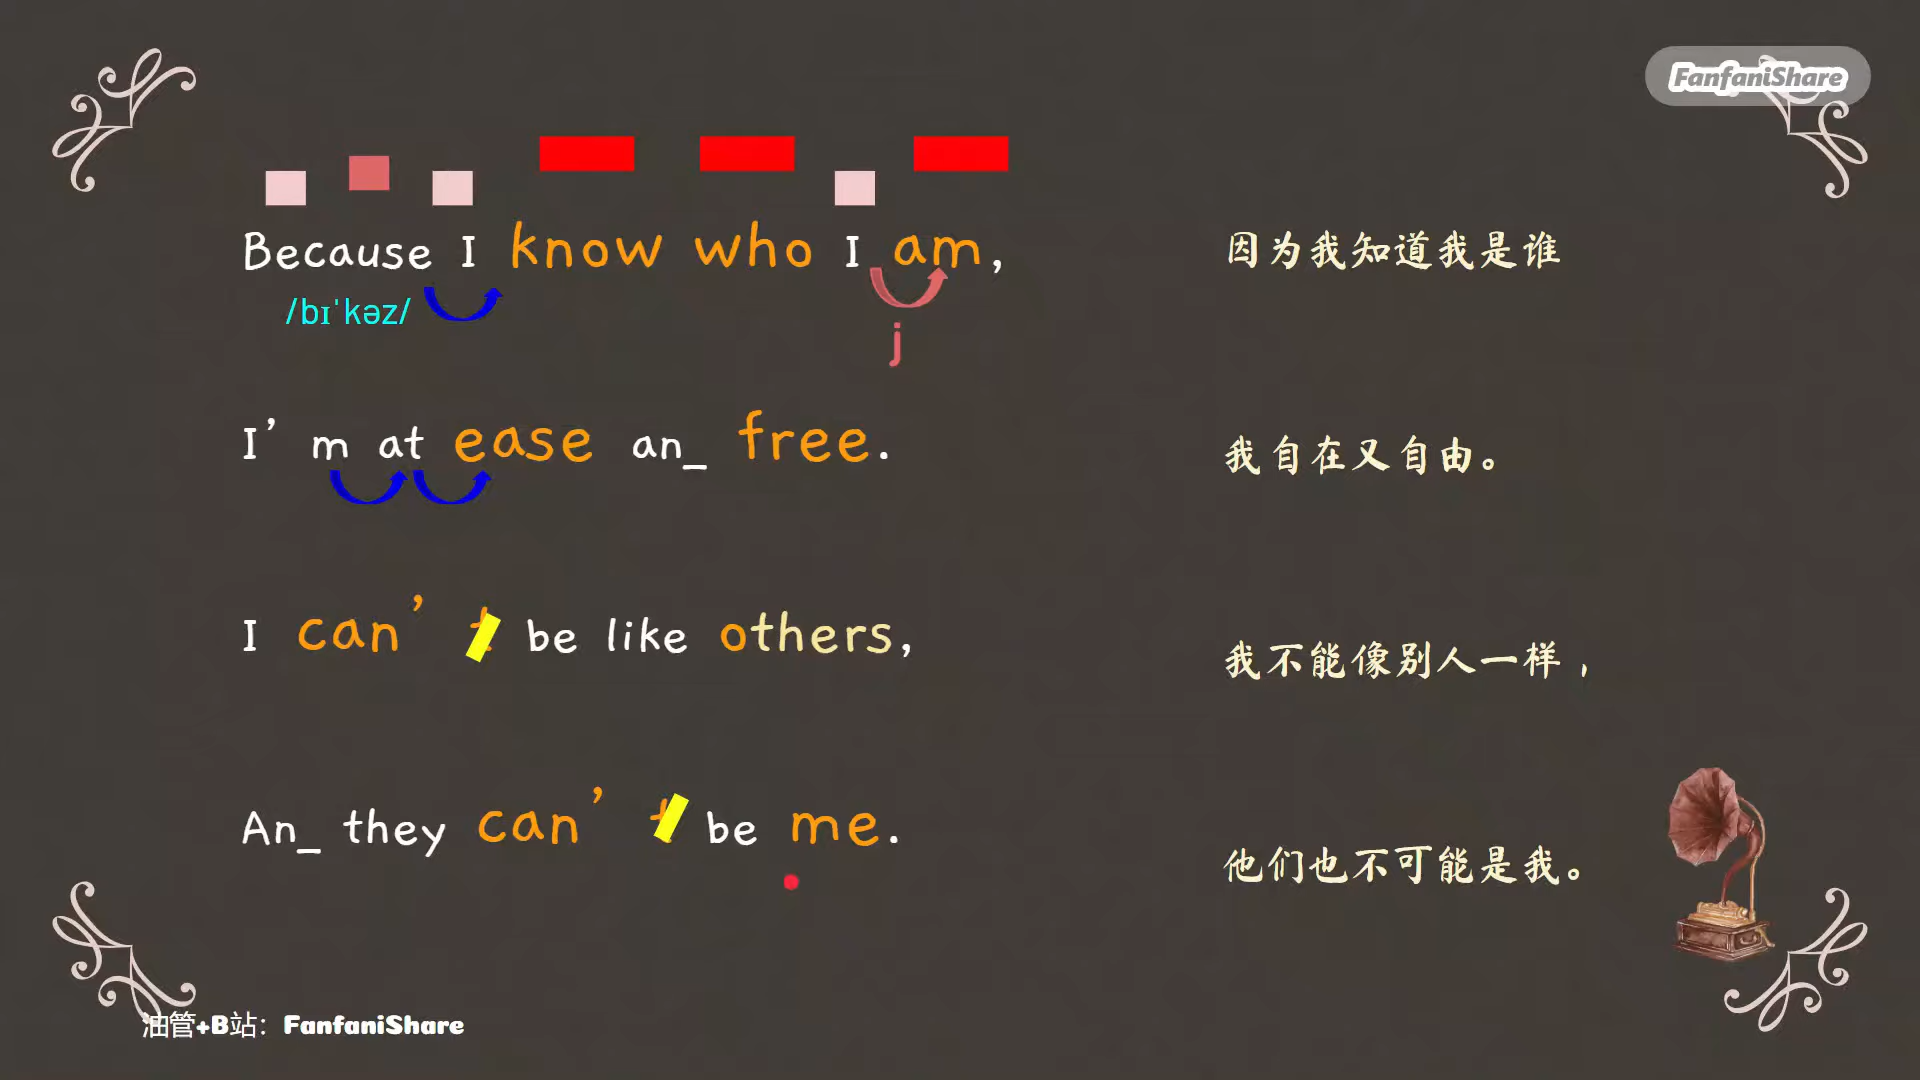 FanfaniShare
Because I know who I am,
因为我知道我是谁
/bɪˈkəz/
j
I’m at ease an_ free.
我自在又自由。
I can’t be like others,
我不能像别人一样，
An_ they can’t be me.
他们也不可能是我。
油管+B站：FanfaniShare